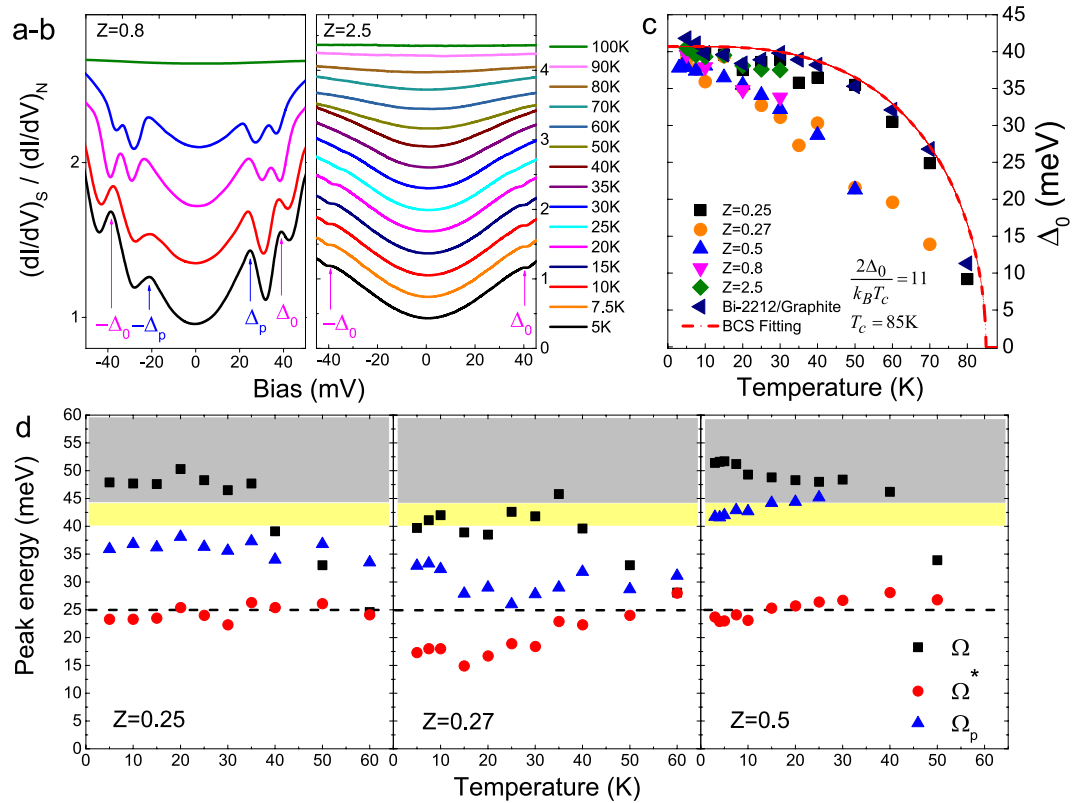 a-b
Z=0.8
Z=2.5
(dI/dV)S / (dI/dV)N
2
1
−Δ0
−Δp
Δp
Δ0
−Δ0
Δ0
4
3
2
1
0
-40 -20 0 20 40
-40 -20 0 20 40
Bias (mV)
100K
90K
80K
70K
60K
50K
40K
35K
30K
25K
20K
15K
10K
7.5K
5K
c
Z=0.25
Z=0.27
Z=0.5
Z=0.8
Z=2.5
Bi-2212/Graphite
BCS Fitting
2Δ0
kBTc
=11
Tc = 85K
45
40
35
30
25
20
15
10
5
0
Δ0 (meV)
0 10 20 30 40 50 60 70 80
Temperature (K)
d
Peak energy (meV)
60
55
50
45
40
35
30
25
20
15
10
5
0
Z=0.25
Z=0.27
Z=0.5
Ω
Ω*
Ωp
0 10 20 30 40 50 60
0 10 20 30 40 50 60
0 10 20 30 40 50 60
Temperature (K)